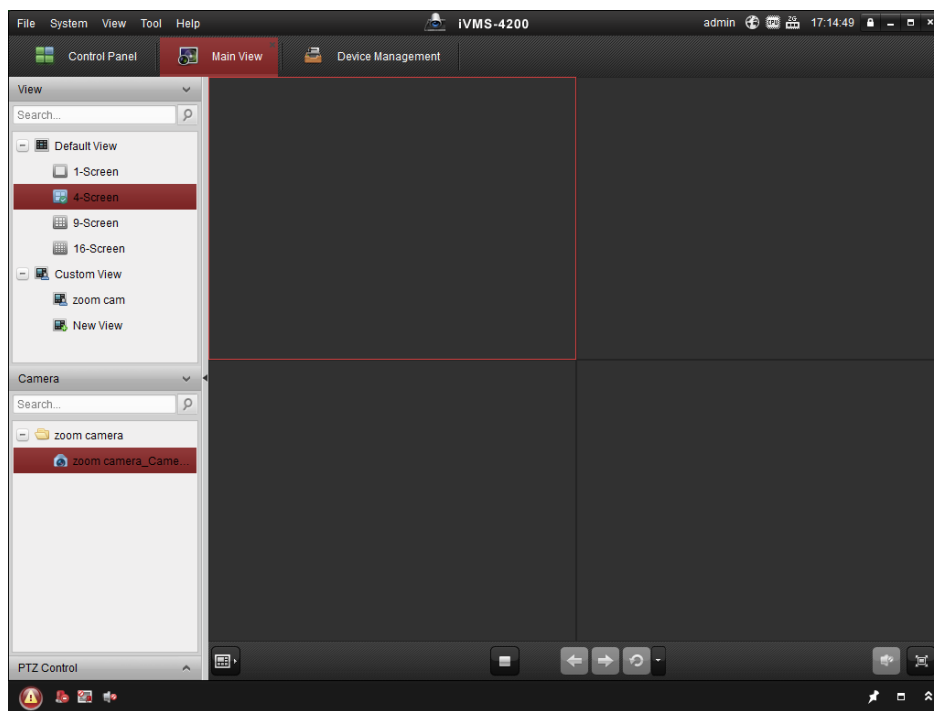 File System View Tool Help iVMS-4200 admin CPU 2G 17:14:49
Control Panel Main View Device Management
View
Search...
Default View
1-Screen
4-Screen
9-Screen
16-Screen
Custom View
zoom cam
New View
Camera
Search...
zoom camera
zoom camera_Came...
PTZ Control